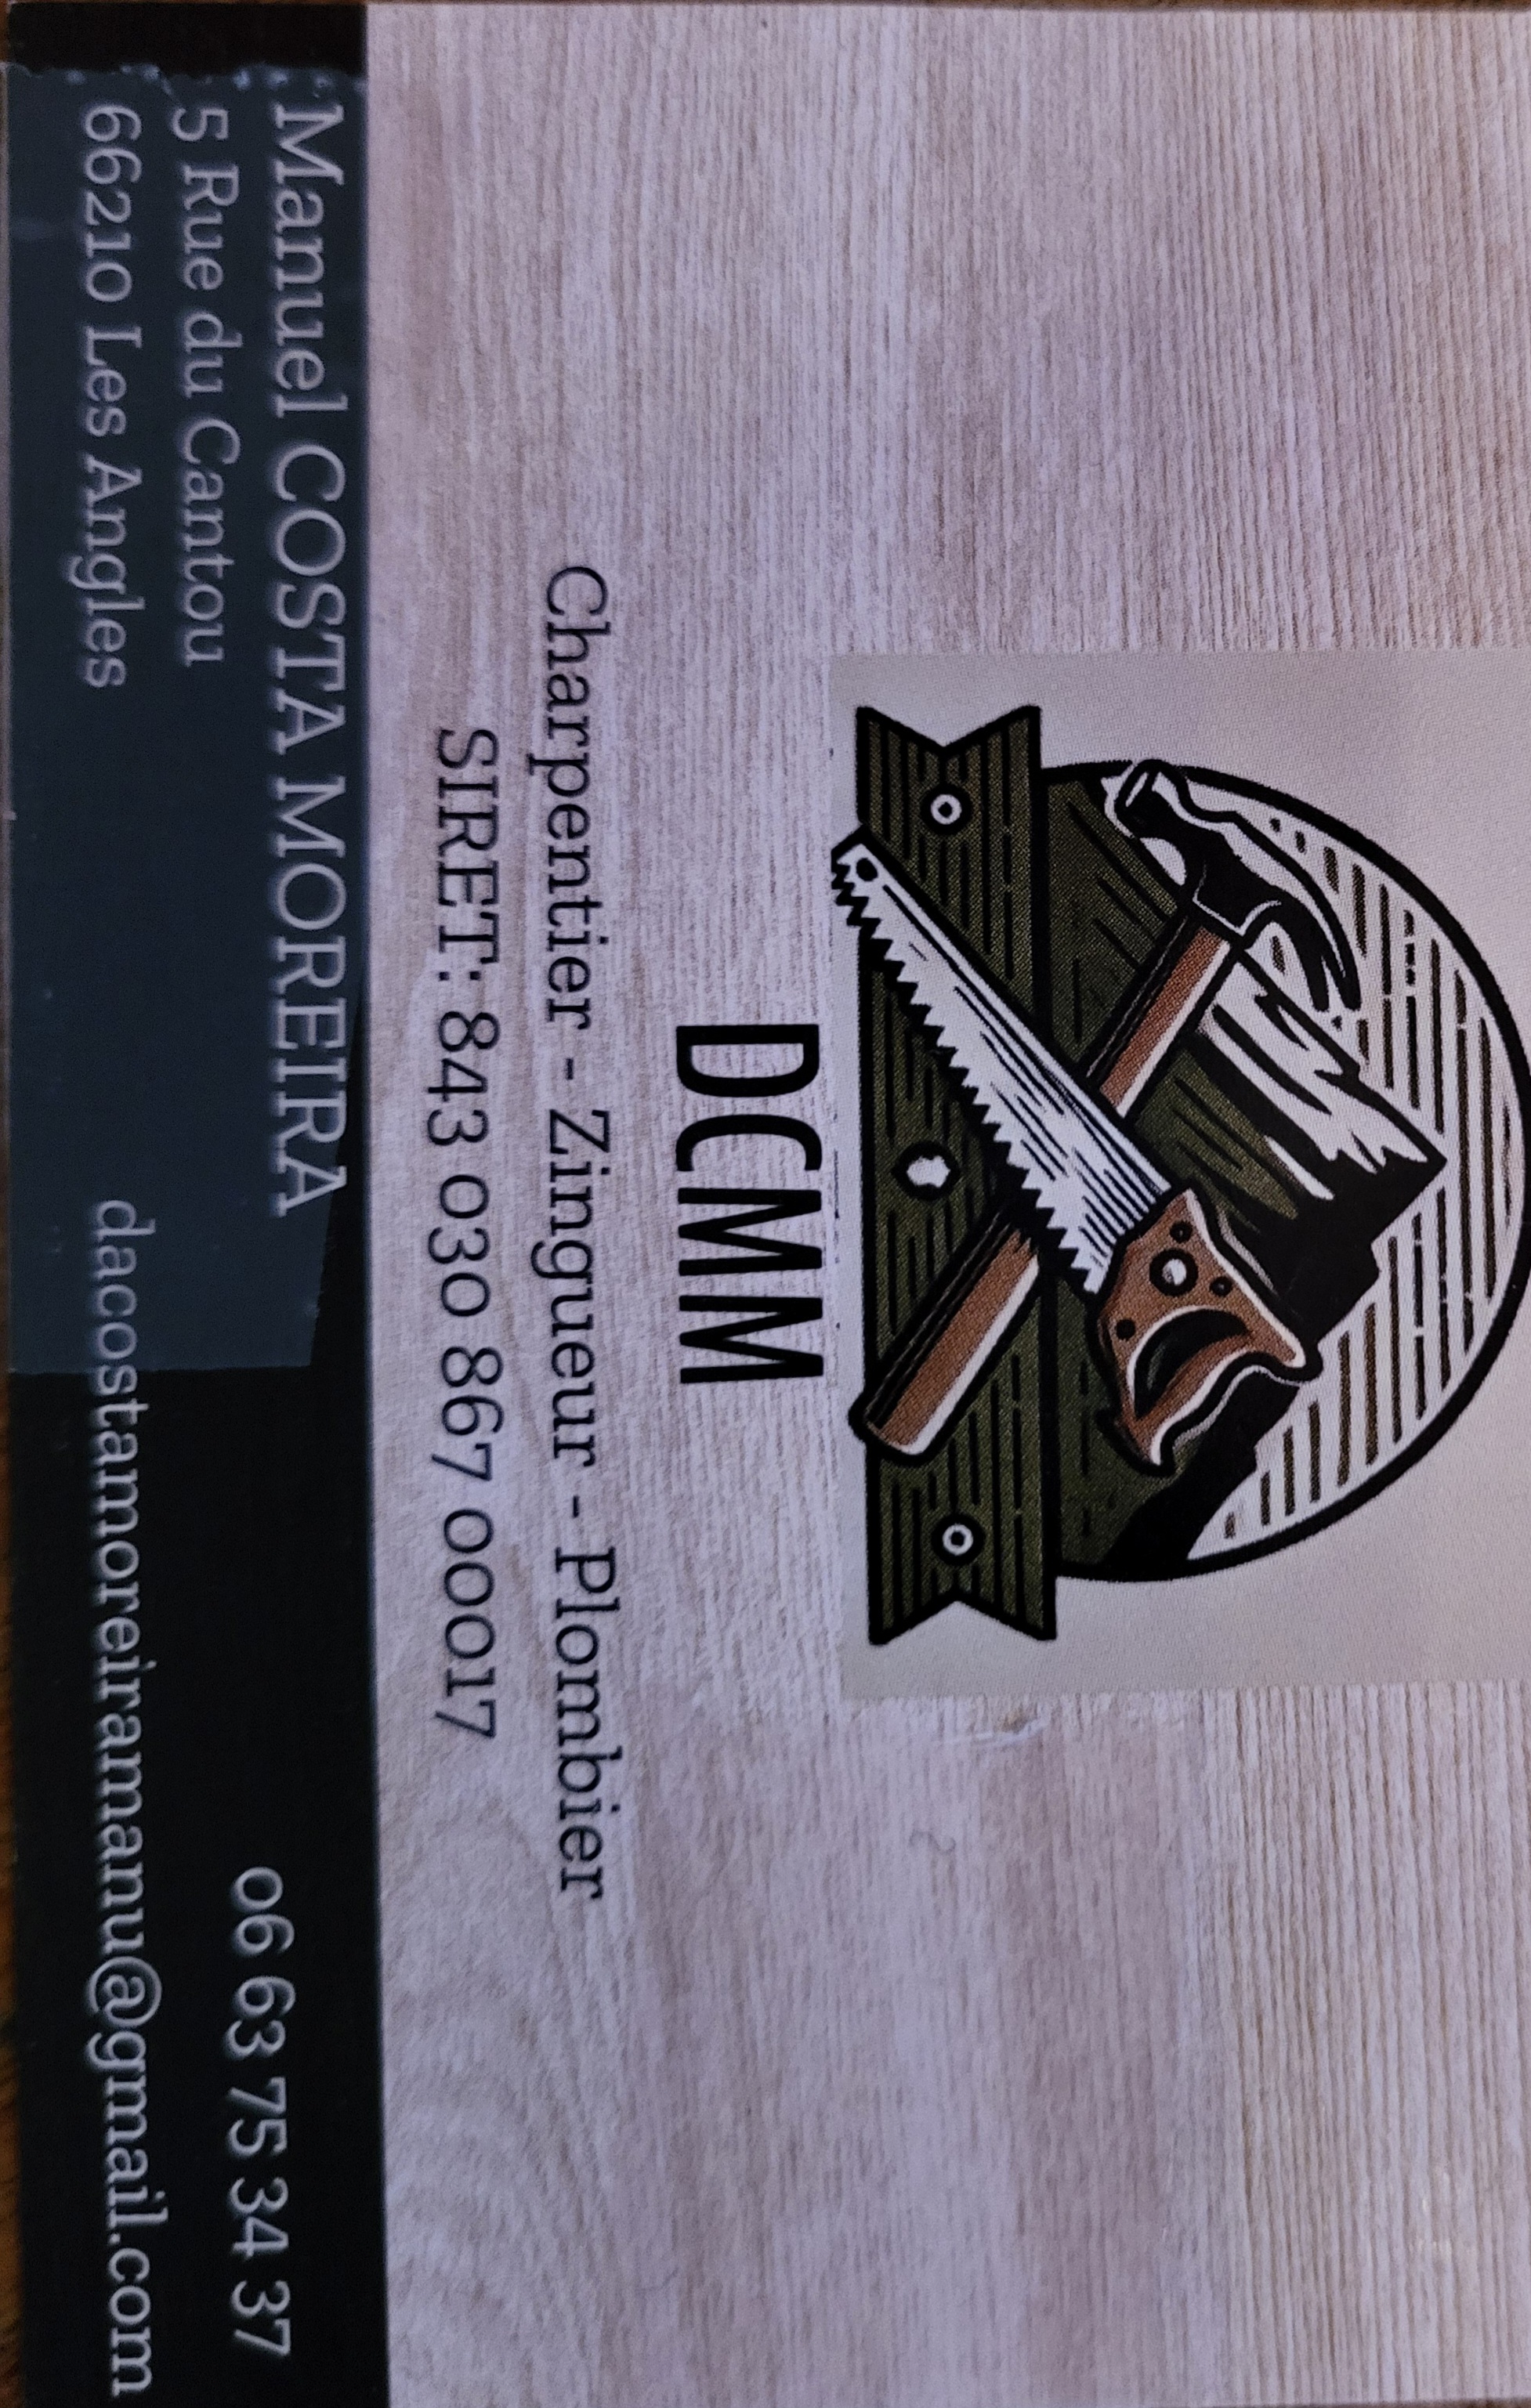 DCMM
Charpentier - Zingueur - Plombier
SIRET: 843 030 867 00017
Manuel COSTA MOREIRA
5 Rue du Cantou
66210 Les Angles
06 63 75 34 37
dacostamoreiramanu@gmail.com